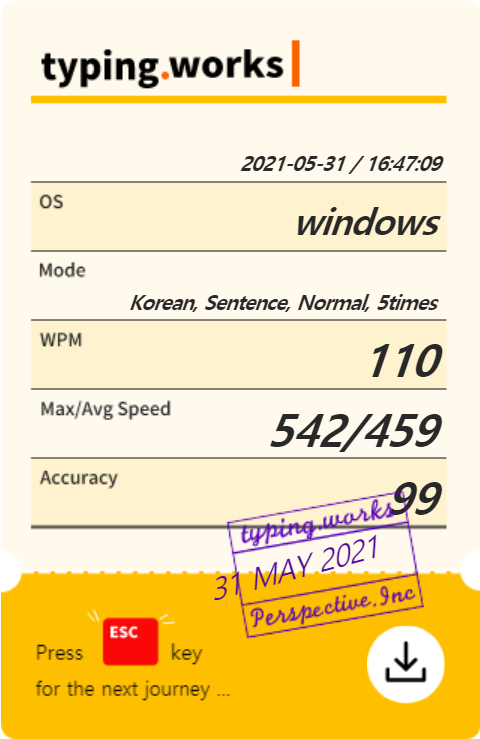 typing.works
2021-05-31 / 16:47:09
OS
windows
Mode
Korean, Sentence, Normal, 5times
WPM
110
Max/Avg Speed
542/459
Accuracy
99
typing.works
31 MAY 2021
Perspective.Inc
Press ESC key
for the next journey ...